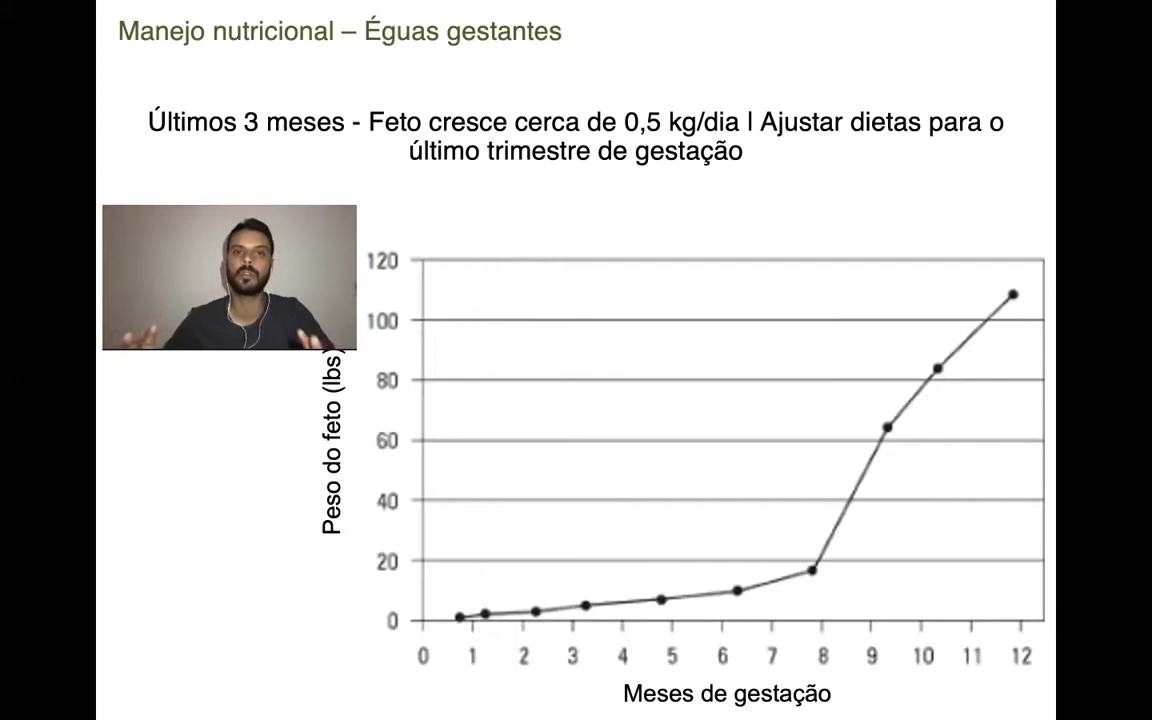 Manejo nutricional – Éguas gestantes
Últimos 3 meses - Feto cresce cerca de 0,5 kg/dia | Ajustar dietas para o
último trimestre de gestação
Peso do feto (lbs)
120
100
80
60
40
20
0
0 1 2 3 4 5 6 7 8 9 10 11 12
Meses de gestação